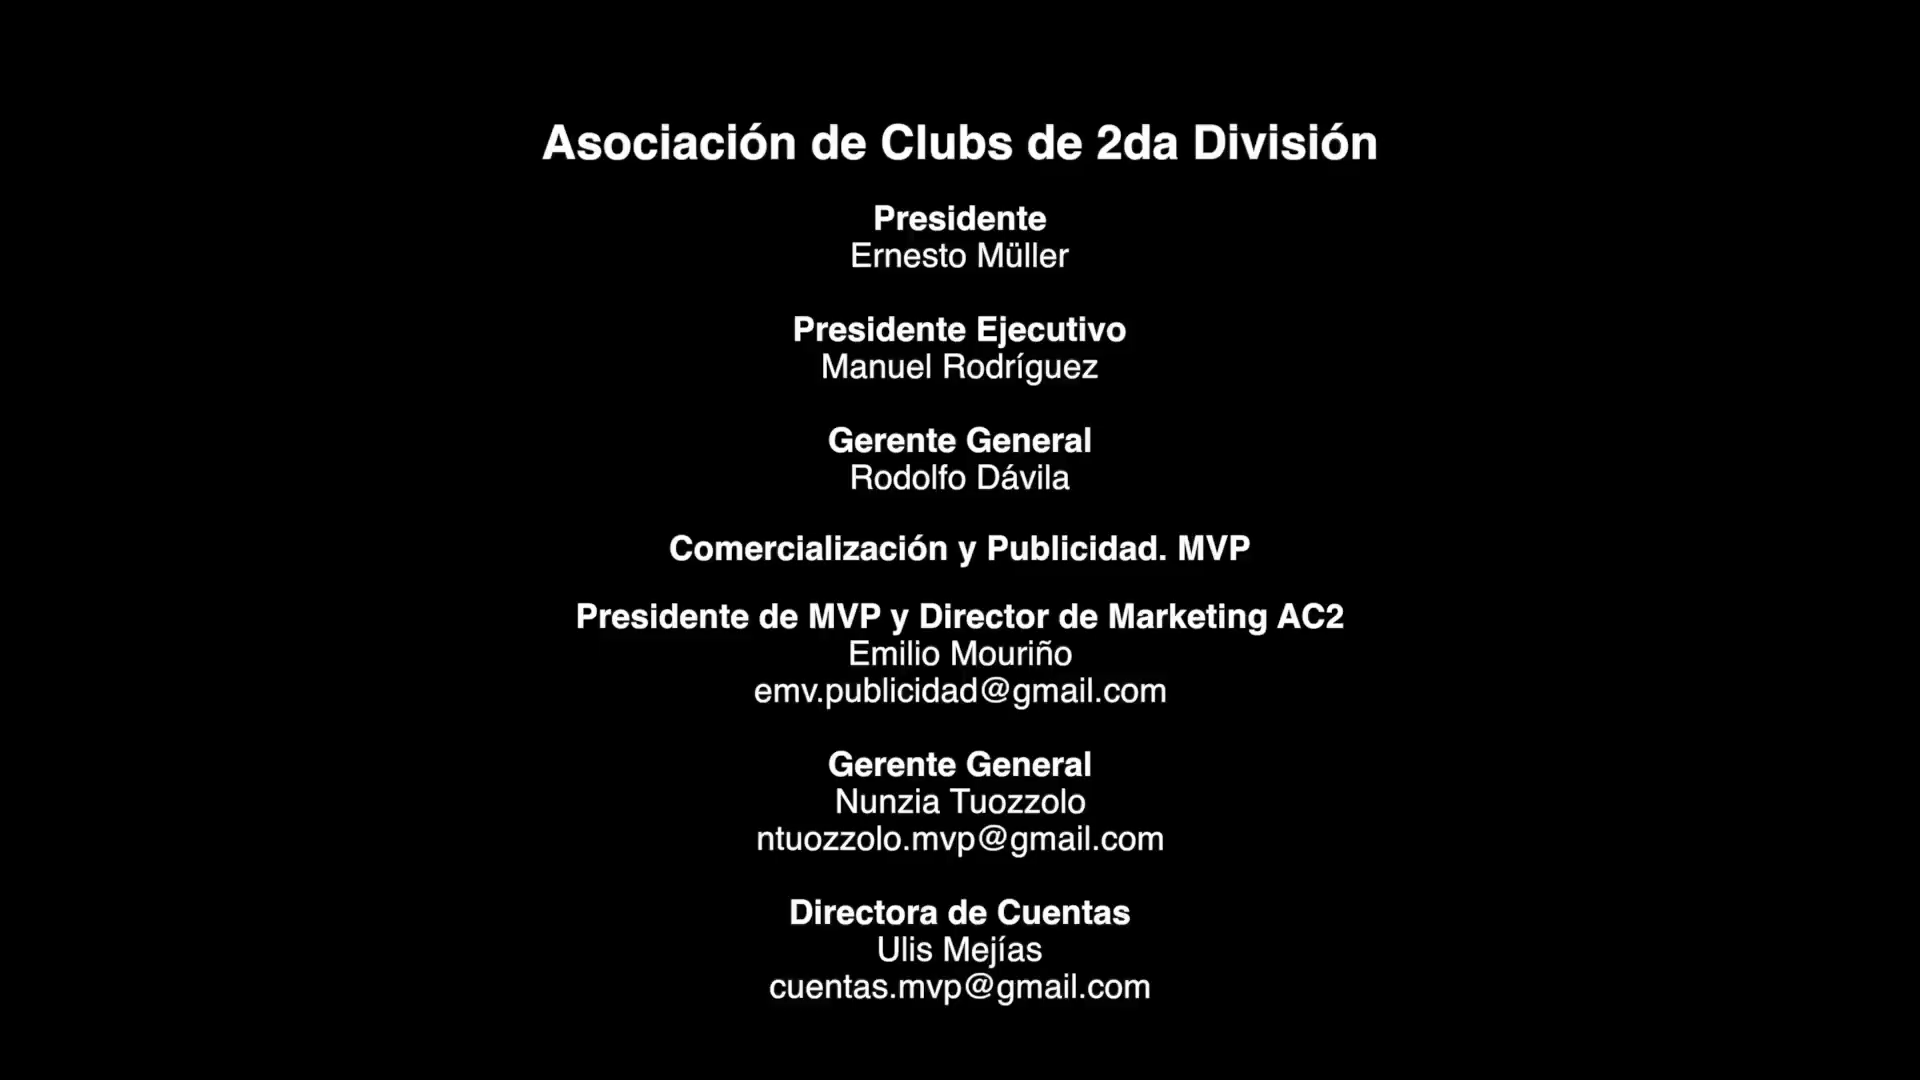 Asociación de Clubs de 2da División
Presidente
Ernesto Müller
Presidente Ejecutivo
Manuel Rodríguez
Gerente General
Rodolfo Dávila
Comercialización y Publicidad. MVP
Presidente de MVP y Director de Marketing AC2
Emilio Mouriño
emv.publicidad@gmail.com
Gerente General
Nunzia Tuozzolo
ntuozzolo.mvp@gmail.com
Directora de Cuentas
Ulis Mejías
cuentas.mvp@gmail.com